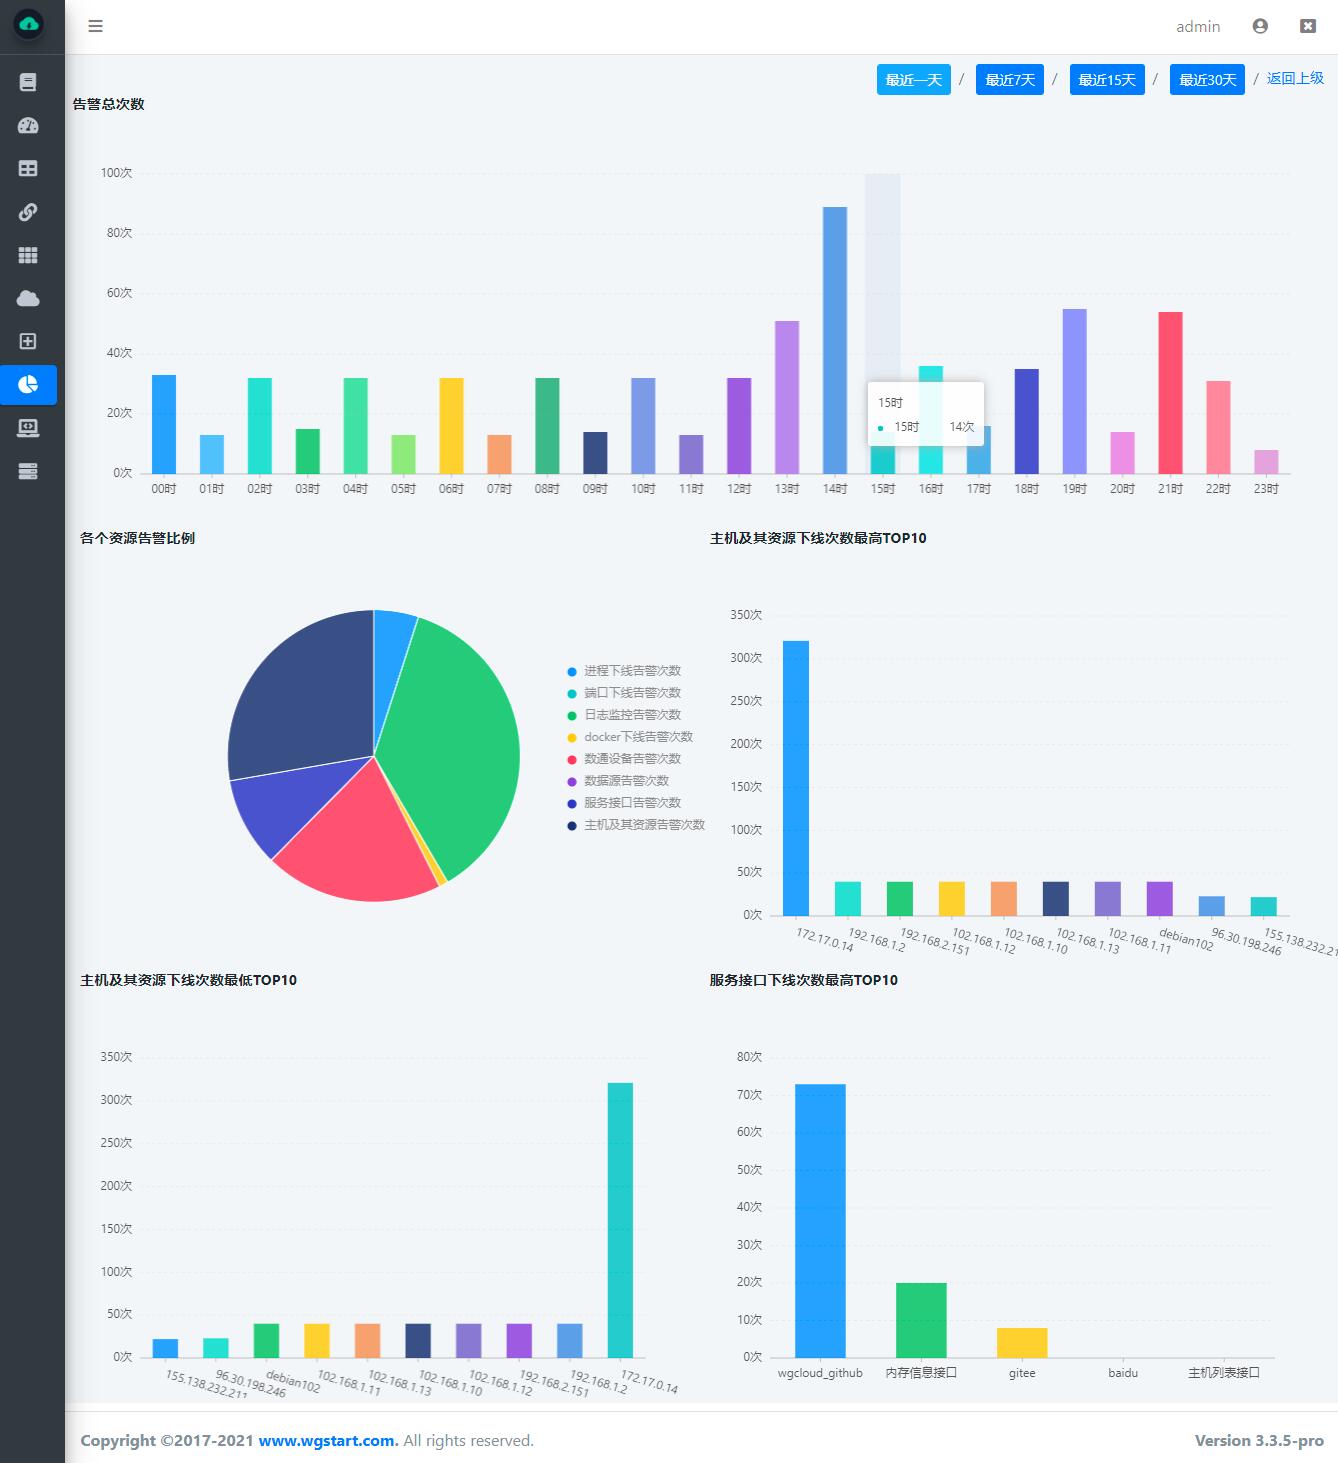 admin
最近一天 / 最近7天 / 最近15天 / 最近30天 / 返回上级
告警总次数
100次
80次
60次
40次
20次
0次
15时
15时 14次
00时 01时 02时 03时 04时 05时 06时 07时 08时 09时 10时 11时 12时 13时 14时 15时 16时 17时 18时 19时 20时 21时 22时 23时
各个资源告警比例
进程下线告警次数
端口下线告警次数
日志监控告警次数
docker下线告警次数
数通设备告警次数
数据源告警次数
服务接口告警次数
主机及其资源告警次数
主机及其资源下线次数最高TOP10
350次
300次
250次
200次
150次
100次
50次
0次
172.17.0.14 192.168.1.2 192.168.2.151 102.168.1.12 102.168.1.10 102.168.1.13 102.168.1.11 debian102 96.30.198.246 155.138.232.21
主机及其资源下线次数最低TOP10
350次
300次
250次
200次
150次
100次
50次
0次
155.138.232.211 96.30.198.246 debian102 102.168.1.11 102.168.1.13 102.168.1.10 102.168.1.12 192.168.2.151 192.168.1.2 172.17.0.14
服务接口下线次数最高TOP10
80次
70次
60次
50次
40次
30次
20次
10次
0次
wgcloud_github 内存信息接口 gitee baidu 主机列表接口
Copyright ©2017-2021 www.wgstart.com. All rights reserved.
Version 3.3.5-pro